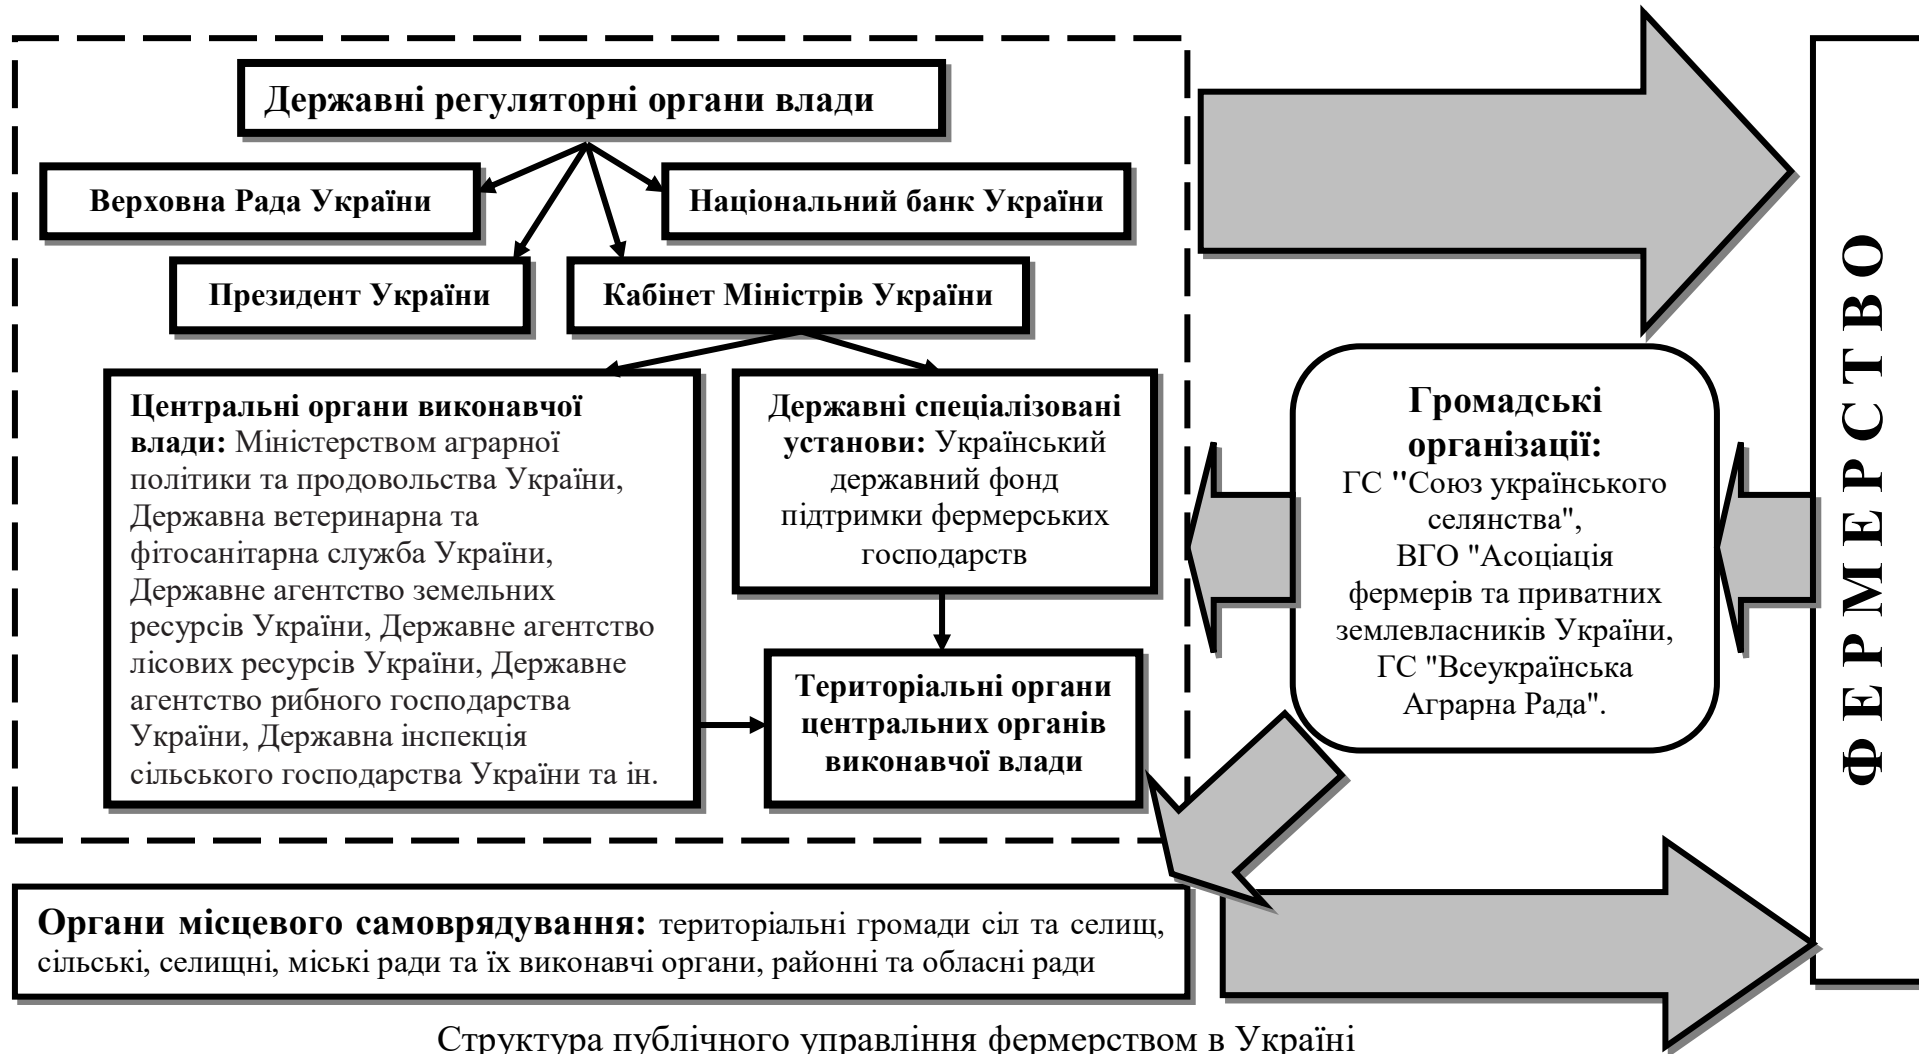 Державні регуляторні органи влади
Верховна Рада України
Національний банк України
Президент України
Кабінет Міністрів України
Центральні органи виконавчої
влади: Міністерством аграрної
політики та продовольства України,
Державна ветеринарна та
фітосанітарна служба України,
Державне агентство земельних
ресурсів України, Державне агентство
лісових ресурсів України, Державне
агентство рибного господарства
України, Державна інспекція
сільського господарства України та ін.
Державні спеціалізовані
установи: Український
державний фонд
підтримки фермерських
господарств
Територіальні органи
центральних органів
виконавчої влади
Громадські
організації:
ГС "Союз українського
селянства",
ВГО "Асоціація
фермерів та приватних
землевласників України,
ГС "Всеукраїнська
Аграрна Рада".
ФЕРМЕРСТВО
Органи місцевого самоврядування: територіальні громади сіл та селищ,
сільські, селищні, міські ради та їх виконавчі органи, районні та обласні ради
Структура публічного управління фермерством в Україні